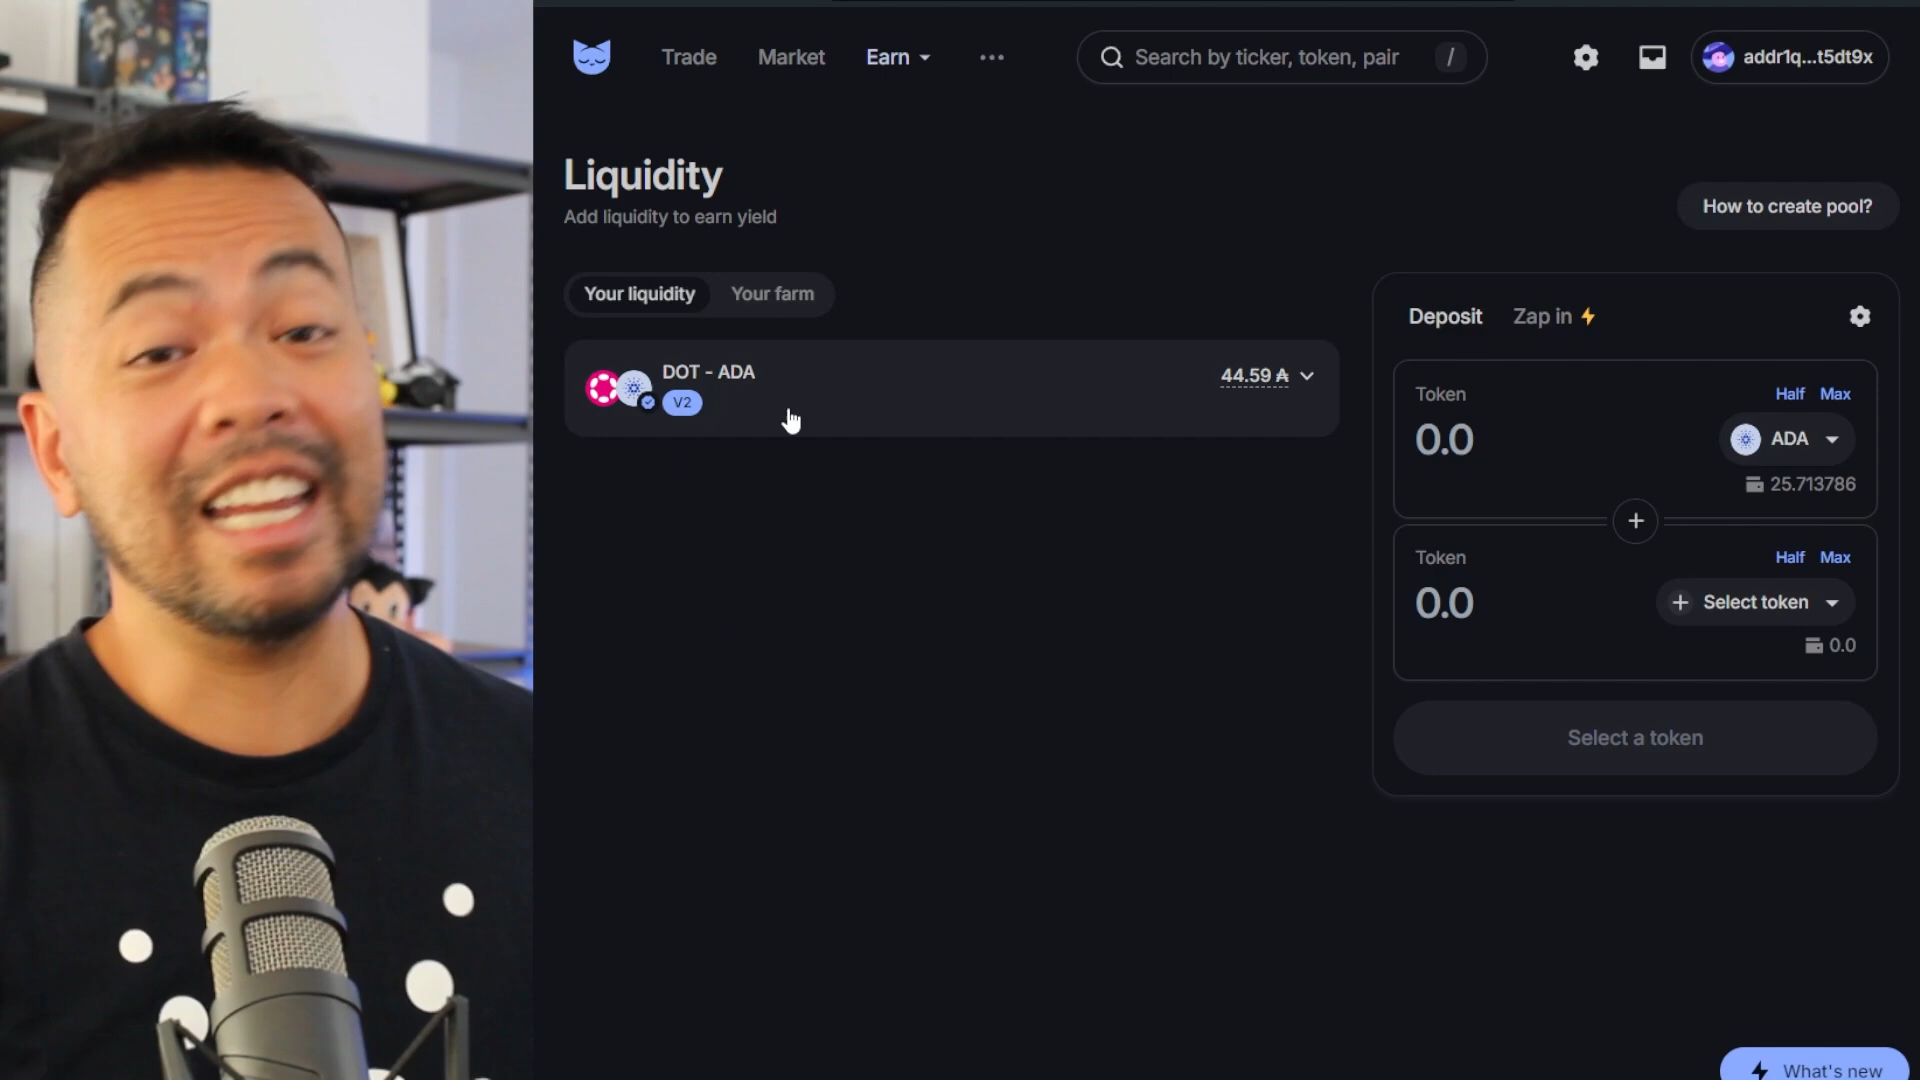 Trade Market Earn
Search by ticker, token, pair /
addr1q...t5dt9x
Liquidity
Add liquidity to earn yield
How to create pool?
Your liquidity Your farm
DOT - ADA
V2
44.59 ₳
Deposit Zap in
Token Half Max
0.0 ADA
25.713786
+
Token Half Max
0.0 + Select token
0.0
Select a token
What's new